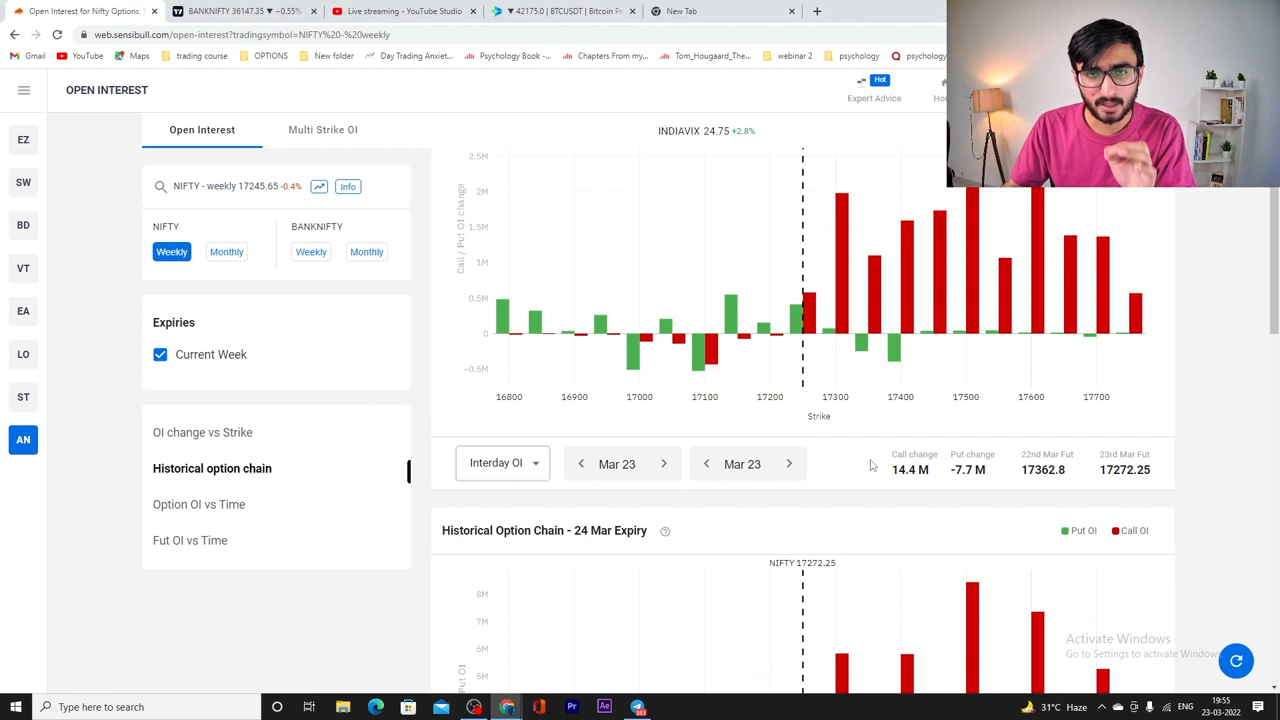 Open Interest for Nifty Options,
BANKNIFTY 36147.35 ▼ −0.55%
Live streaming - YouTube Studio
▼ 42175.0 | BTCUSDT | Bitcoin Pe
New Tab
web.sensibull.com/open-interest?tradingsymbol=NIFTY%20-%20weekly
Gmail
YouTube
Maps
trading course
OPTIONS
New folder
Day Trading Anxiet...
Psychology Book -...
Chapters From my...
Tom_Hougaard_The...
webinar 2
psychology
psychology
OPEN INTEREST
Hot
Expert Advice
EZ
SW
BD
VT
EA
LO
ST
AN
Open Interest
Multi Strike OI
NIFTY - weekly 17245.65 -0.4%
Info
NIFTY
BANKNIFTY
Weekly
Monthly
Weekly
Monthly
Expiries
Current Week
OI change vs Strike
Historical option chain
Option OI vs Time
Fut OI vs Time
INDIAVIX 24.75 +2.8%
Call / Put OI change
2.5M
2M
1.5M
1M
0.5M
0
−0.5M
16800
16900
17000
17100
17200
17300
17400
17500
17600
17700
Strike
Interday OI
Mar 23
Mar 23
Call change
14.4 M
Put change
-7.7 M
22nd Mar Fut
17362.8
23rd Mar Fut
17272.25
Historical Option Chain - 24 Mar Expiry
Put OI
Call OI
NIFTY 17272.25
8M
7M
6M
5M
Put OI
Activate Windows
Go to Settings to activate Windows
Type here to search
Pr
Ae
31°C Haze
ENG
19:55
23-03-2022